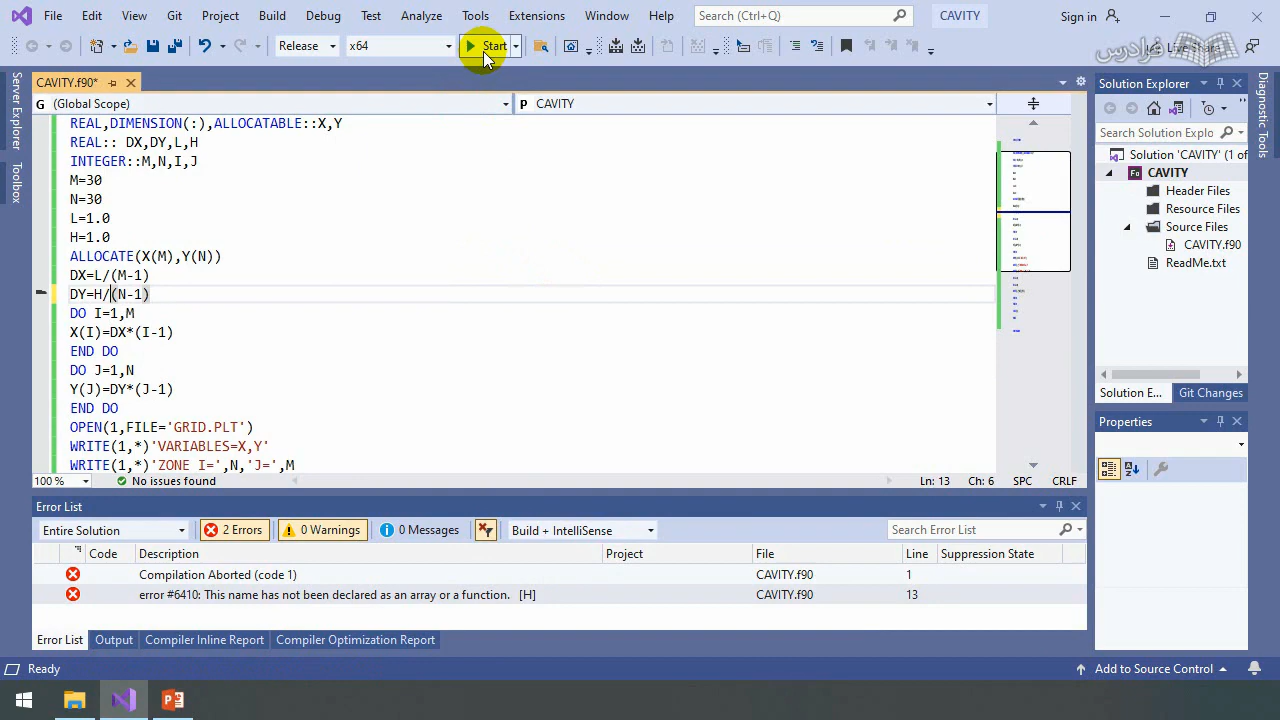 File Edit View Git Project Build Debug Test Analyze Tools Extensions Window Help Search (Ctrl+Q) CAVITY Sign in
Release x64 Start Live Share فرادرس
CAVITY.f90*
(Global Scope) CAVITY
Server Explorer
Toolbox
REAL,DIMENSION(:),ALLOCATABLE::X,Y
REAL:: DX,DY,L,H
INTEGER::M,N,I,J
M=30
N=30
L=1.0
H=1.0
ALLOCATE(X(M),Y(N))
DX=L/(M-1)
DY=H/(N-1)
DO I=1,M
X(I)=DX*(I-1)
END DO
DO J=1,N
Y(J)=DY*(J-1)
END DO
OPEN(1,FILE='GRID.PLT')
WRITE(1,*)'VARIABLES=X,Y'
WRITE(1,*)'ZONE I=',N,'J=',M
100 % No issues found Ln: 13 Ch: 6 SPC CRLF
Solution Explorer
Search Solution Explo
Solution 'CAVITY' (1 of
CAVITY
Header Files
Resource Files
Source Files
CAVITY.f90
ReadMe.txt
Solution E... Git Changes
Properties
Diagnostic Tools
Error List
Entire Solution 2 Errors 0 Warnings 0 Messages Build + IntelliSense Search Error List
Code Description Project File Line Suppression State
Compilation Aborted (code 1) CAVITY.f90 1
error #6410: This name has not been declared as an array or a function. [H] CAVITY.f90 13
Error List Output Compiler Inline Report Compiler Optimization Report
Ready Add to Source Control